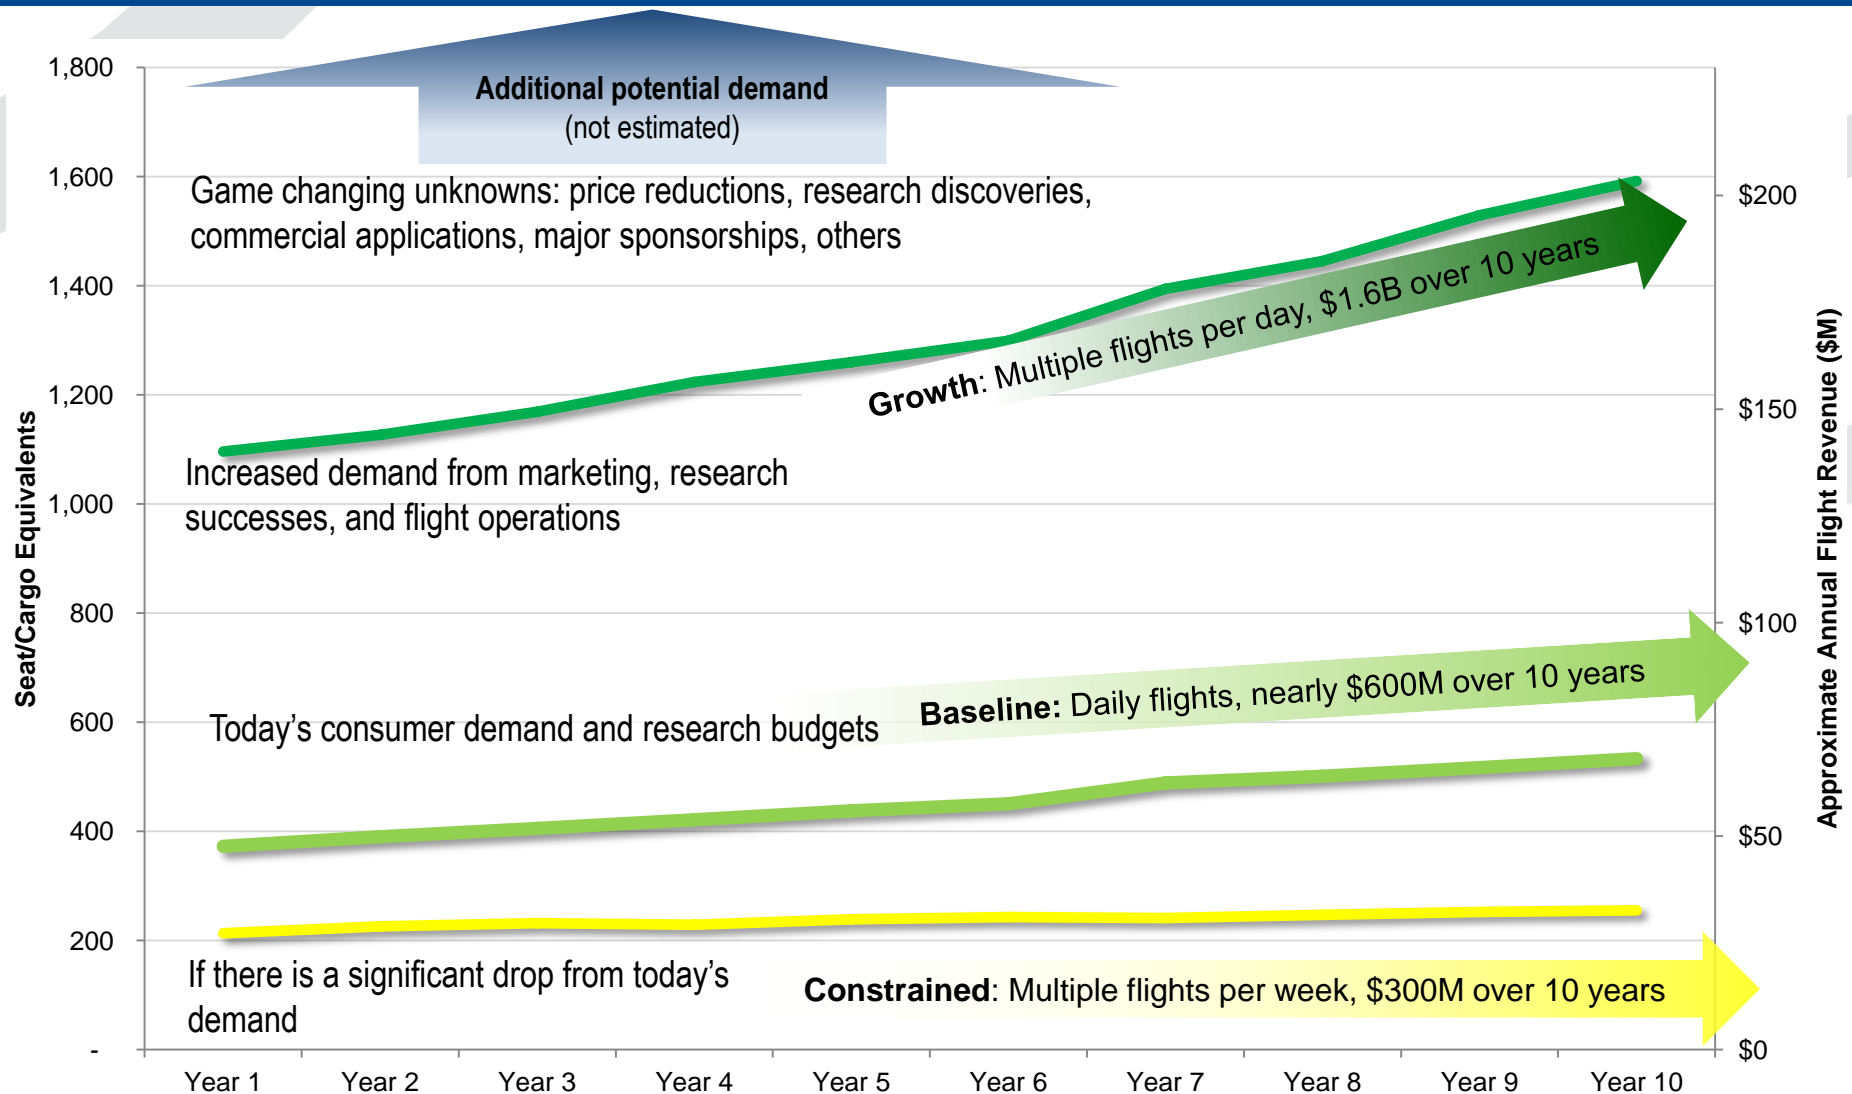 Additional potential demand
(not estimated)
Game changing unknowns: price reductions, research discoveries,
commercial applications, major sponsorships, others
Growth: Multiple flights per day, $1.6B over 10 years
Increased demand from marketing, research
successes, and flight operations
Baseline: Daily flights, nearly $600M over 10 years
Today’s consumer demand and research budgets
If there is a significant drop from today’s
demand
Constrained: Multiple flights per week, $300M over 10 years
Seat/Cargo Equivalents
1,800
1,600
1,400
1,200
1,000
800
600
400
200
-
Approximate Annual Flight Revenue ($M)
$200
$150
$100
$50
$0
Year 1 Year 2 Year 3 Year 4 Year 5 Year 6 Year 7 Year 8 Year 9 Year 10